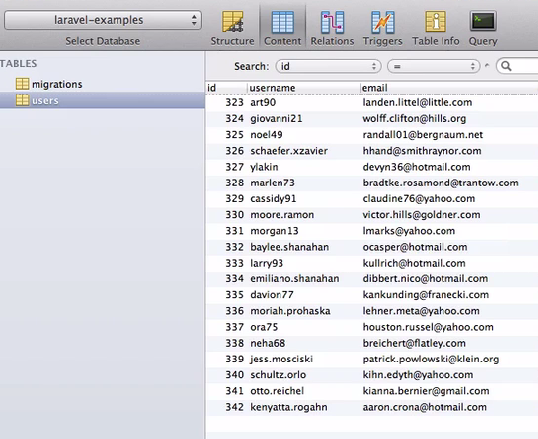 laravel-examples
Select Database
Structure
Content
Relations
Triggers
Table Info
Query
TABLES
migrations
users
Search:
id
=
id username email
323 art90 landen.littel@little.com
324 giovanni21 wolff.clifton@hills.org
325 noel49 randall01@bergnaum.net
326 schaefer.xzavier hhand@smithraynor.com
327 ylakin devyn36@hotmail.com
328 marlen73 bradtke.rosamond@trantow.com
329 cassidy91 claudine76@yahoo.com
330 moore.ramon victor.hills@goldner.com
331 morgan13 lmarks@yahoo.com
332 baylee.shanahan ocasper@hotmail.com
333 larry93 kullrich@hotmail.com
334 emiliano.shanahan dibbert.nico@hotmail.com
335 davion77 kankunding@franecki.com
336 moriah.prohaska lehner.meta@yahoo.com
337 ora75 houston.russel@yahoo.com
338 neha68 breichert@flatley.com
339 jess.mosciski patrick.powlowski@klein.org
340 schultz.orlo kihn.edyth@yahoo.com
341 otto.reichel kianna.bernier@gmail.com
342 kenyatta.rogahn aaron.crona@hotmail.com